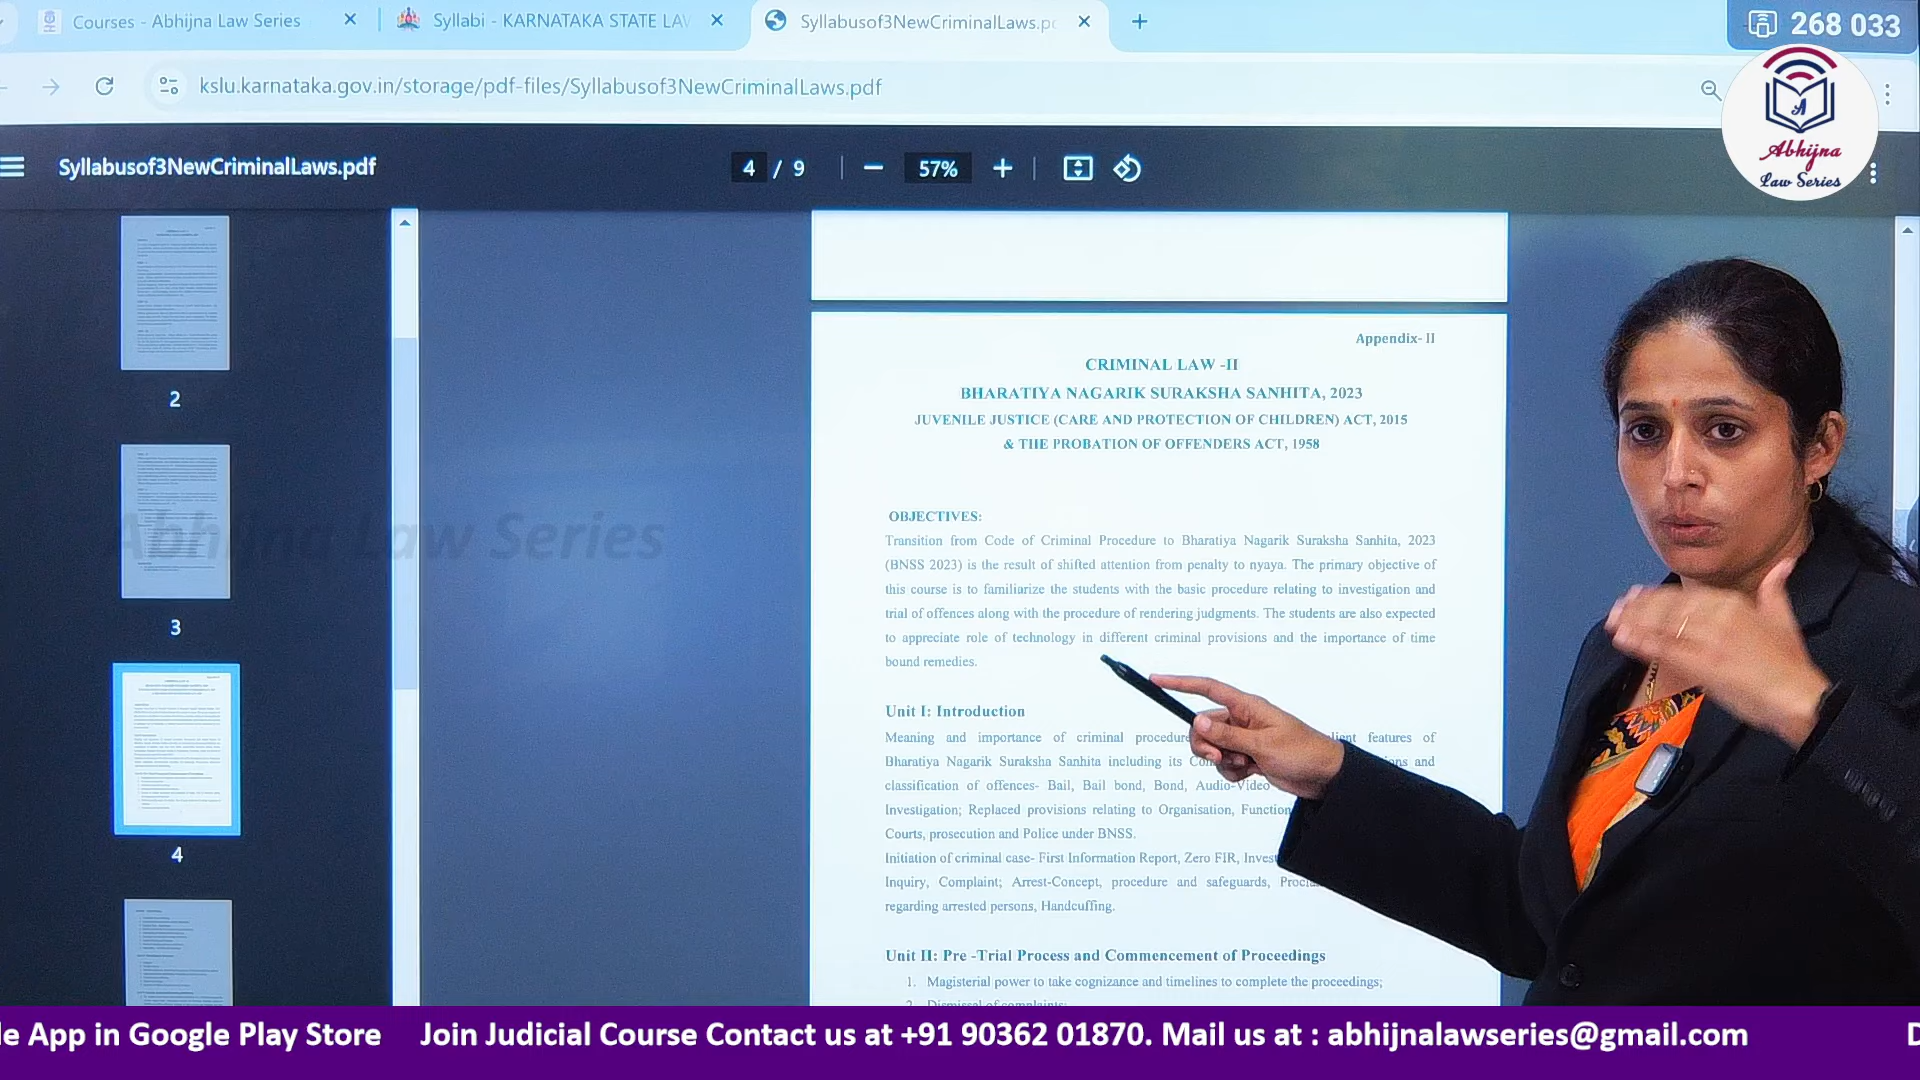 Courses - Abhijna Law Series
Syllabi - KARNATAKA STATE LA
Syllabusof3NewCriminalLaws.p
268 033
kslu.karnataka.gov.in/storage/pdf-files/Syllabusof3NewCriminalLaws.pdf
A
Abhijna
Law Series
Syllabusof3NewCriminalLaws.pdf
4 / 9
57%
2
3
4
Abhijna Law Series
Appendix- II
CRIMINAL LAW -II
BHARATIYA NAGARIK SURAKSHA SANHITA, 2023
JUVENILE JUSTICE (CARE AND PROTECTION OF CHILDREN) ACT, 2015
& THE PROBATION OF OFFENDERS ACT, 1958
OBJECTIVES:
Transition from Code of Criminal Procedure to Bharatiya Nagarik Suraksha Sanhita, 2023
(BNSS 2023) is the result of shifted attention from penalty to nyaya. The primary objective of
this course is to familiarize the students with the basic procedure relating to investigation and
trial of offences along with the procedure of rendering judgments. The students are also expected
to appreciate role of technology in different criminal provisions and the importance of time
bound remedies.
Unit I: Introduction
Meaning and importance of criminal procedure features of
Bharatiya Nagarik Suraksha Sanhita including its and
classification of offences- Bail, Bail bond, Bond, Audio-Video
Investigation; Replaced provisions relating to Organisation,
Courts, prosecution and Police under BNSS.
Initiation of criminal case- First Information Report, Zero FIR,
Inquiry, Complaint; Arrest-Concept, procedure and safeguards,
regarding arrested persons, Handcuffing.
Unit II: Pre -Trial Process and Commencement of Proceedings
1. Magisterial power to take cognizance and timelines to complete the proceedings;
2. Dismissal of complaints;
le App in Google Play Store Join Judicial Course Contact us at +91 90362 01870. Mail us at : abhijnalawseries@gmail.com D